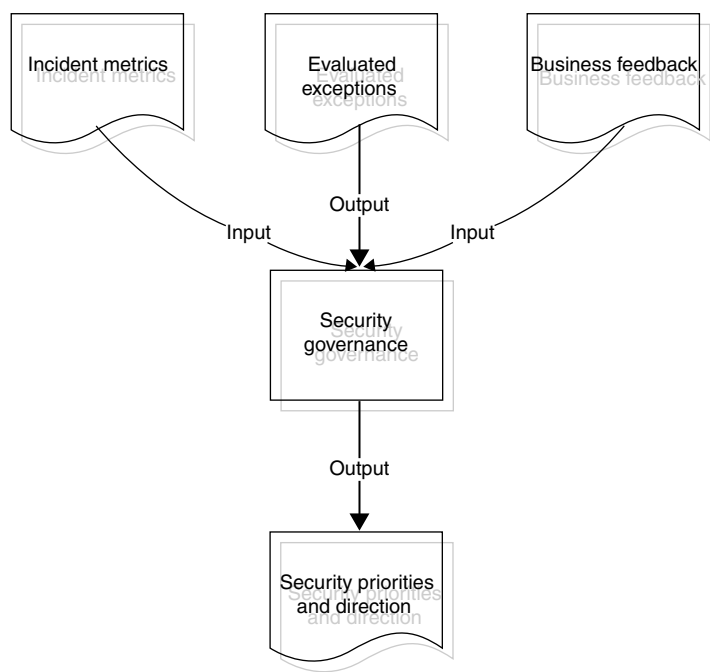 Incident metrics
Evaluated
exceptions
Business feedback
Output
Input
Input
Security
governance
Output
Security priorities
and direction